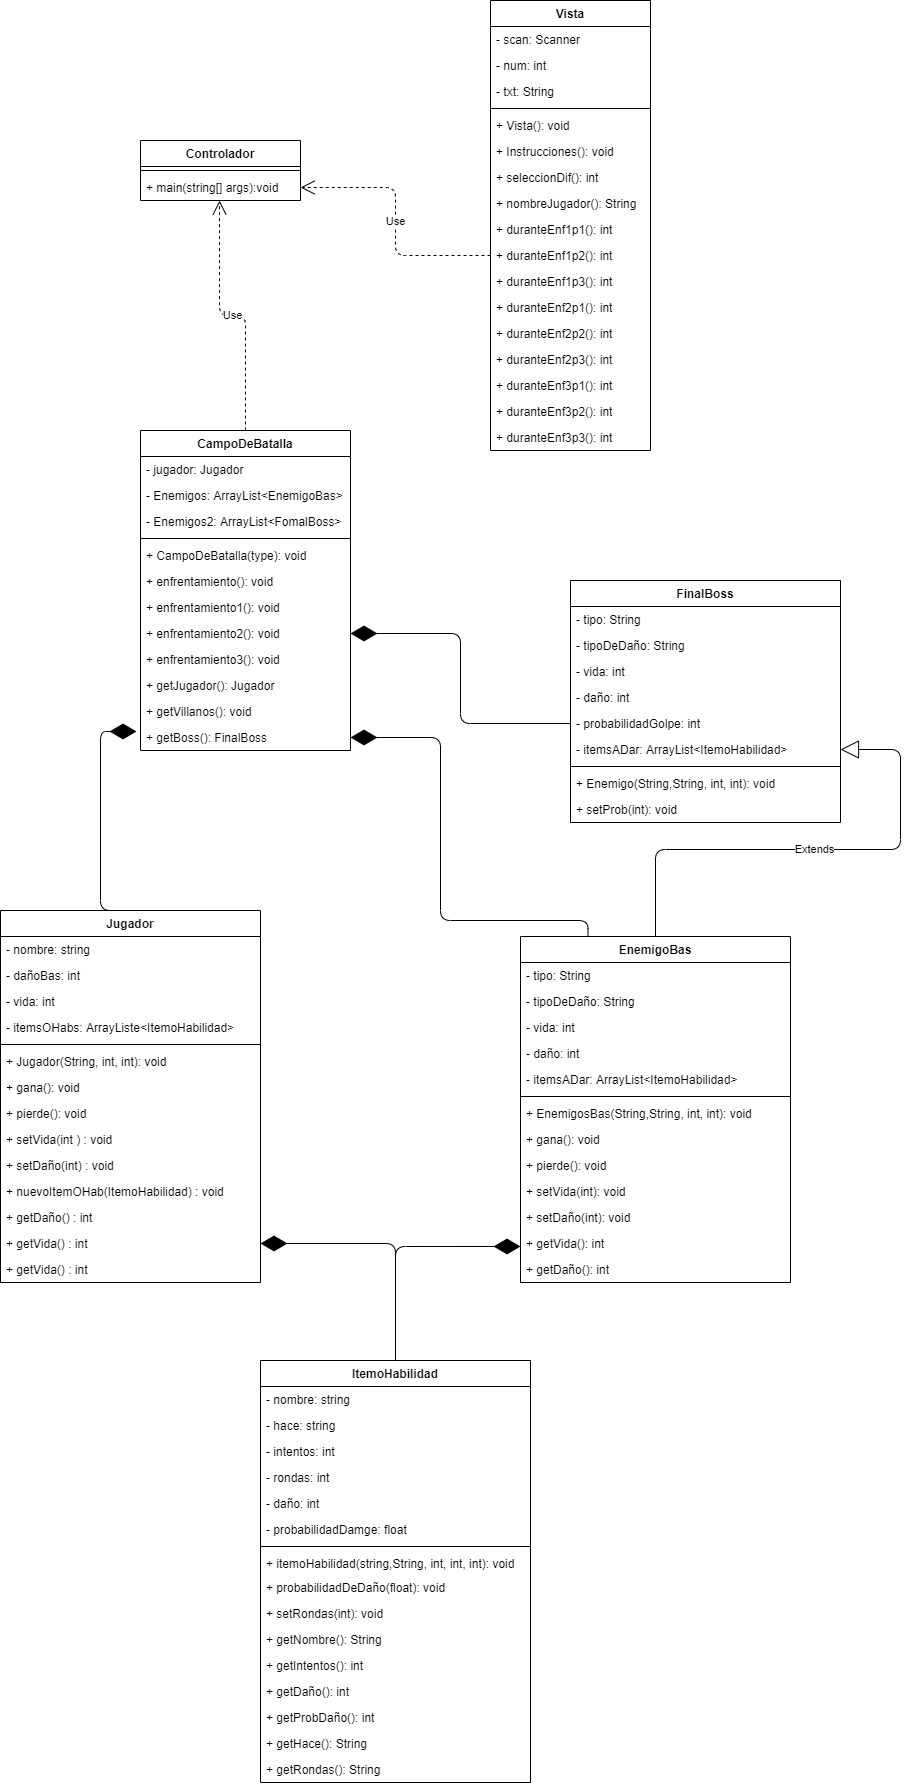 Vista
- scan: Scanner
- num: int
- txt: String
+ Vista(): void
+ Instrucciones(): void
+ seleccionDif(): int
+ nombreJugador(): String
+ duranteEnf1p1(): int
+ duranteEnf1p2(): int
+ duranteEnf1p3(): int
+ duranteEnf2p1(): int
+ duranteEnf2p2(): int
+ duranteEnf2p3(): int
+ duranteEnf3p1(): int
+ duranteEnf3p2(): int
+ duranteEnf3p3(): int
Controlador
+ main(string[] args):void
Use
Use
CampoDeBatalla
- jugador: Jugador
- Enemigos: ArrayList<EnemigoBas>
- Enemigos2: ArrayList<FomalBoss>
+ CampoDeBatalla(type): void
+ enfrentamiento(): void
+ enfrentamiento1(): void
+ enfrentamiento2(): void
+ enfrentamiento3(): void
+ getJugador(): Jugador
+ getVillanos(): void
+ getBoss(): FinalBoss
FinalBoss
- tipo: String
- tipoDeDaño: String
- vida: int
- daño: int
- probabilidadGolpe: int
- itemsADar: ArrayList<ItemoHabilidad>
+ Enemigo(String,String, int, int): void
+ setProb(int): void
Extends
Jugador
- nombre: string
- dañoBas: int
- vida: int
- itemsOHabs: ArrayListe<ItemoHabilidad>
+ Jugador(String, int, int): void
+ gana(): void
+ pierde(): void
+ setVida(int ) : void
+ setDaño(int) : void
+ nuevoItemOHab(ItemoHabilidad) : void
+ getDaño() : int
+ getVida() : int
+ getVida() : int
EnemigoBas
- tipo: String
- tipoDeDaño: String
- vida: int
- daño: int
- itemsADar: ArrayList<ItemoHabilidad>
+ EnemigosBas(String,String, int, int): void
+ gana(): void
+ pierde(): void
+ setVida(int): void
+ setDaño(int): void
+ getVida(): int
+ getDaño(): int
ItemoHabilidad
- nombre: string
- hace: string
- intentos: int
- rondas: int
- daño: int
- probabilidadDamge: float
+ itemoHabilidad(string,String, int, int, int): void
+ probabilidadDeDaño(float): void
+ setRondas(int): void
+ getNombre(): String
+ getIntentos(): int
+ getDaño(): int
+ getProbDaño(): int
+ getHace(): String
+ getRondas(): String